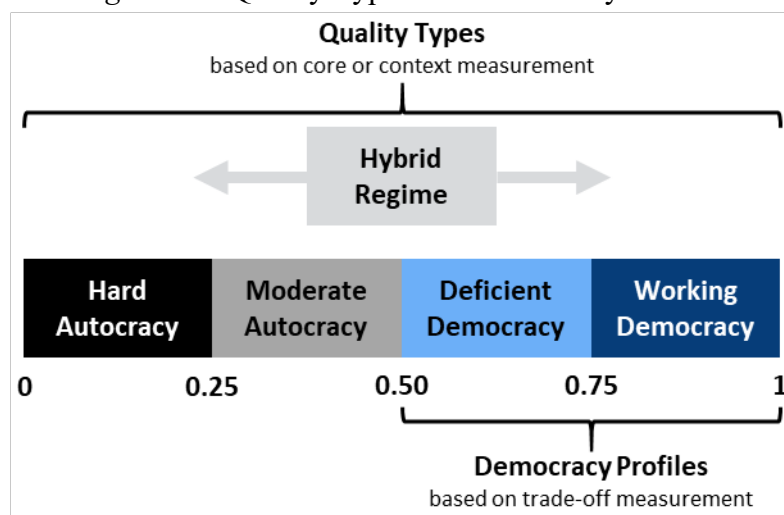 Quality Types
based on core or context measurement
Hybrid
Regime
Hard
Autocracy
Moderate
Autocracy
Deficient
Democracy
Working
Democracy
0 0.25 0.50 0.75 1
Democracy Profiles
based on trade-off measurement